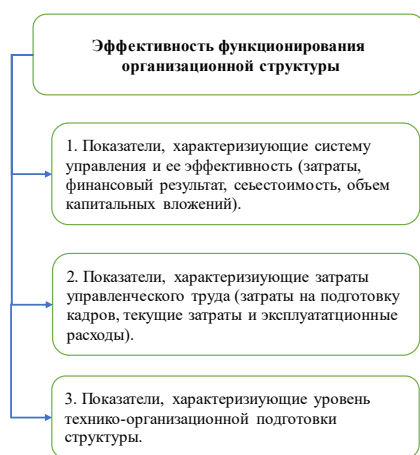 Эффективность функционирования
организационной структуры
1. Показатели, характеризиующие систему
управления и ее эффективность (затраты,
финансовый результат, сеьестоимость, объем
капитальных вложений).
2. Показатели, характеризиующие затраты
управленческого труда (затраты на подготовку
кадров, текущие затраты и эксплуататционные
расходы).
3. Показатели, характеризиующие уровень
технико-организационной подготовки
структуры.